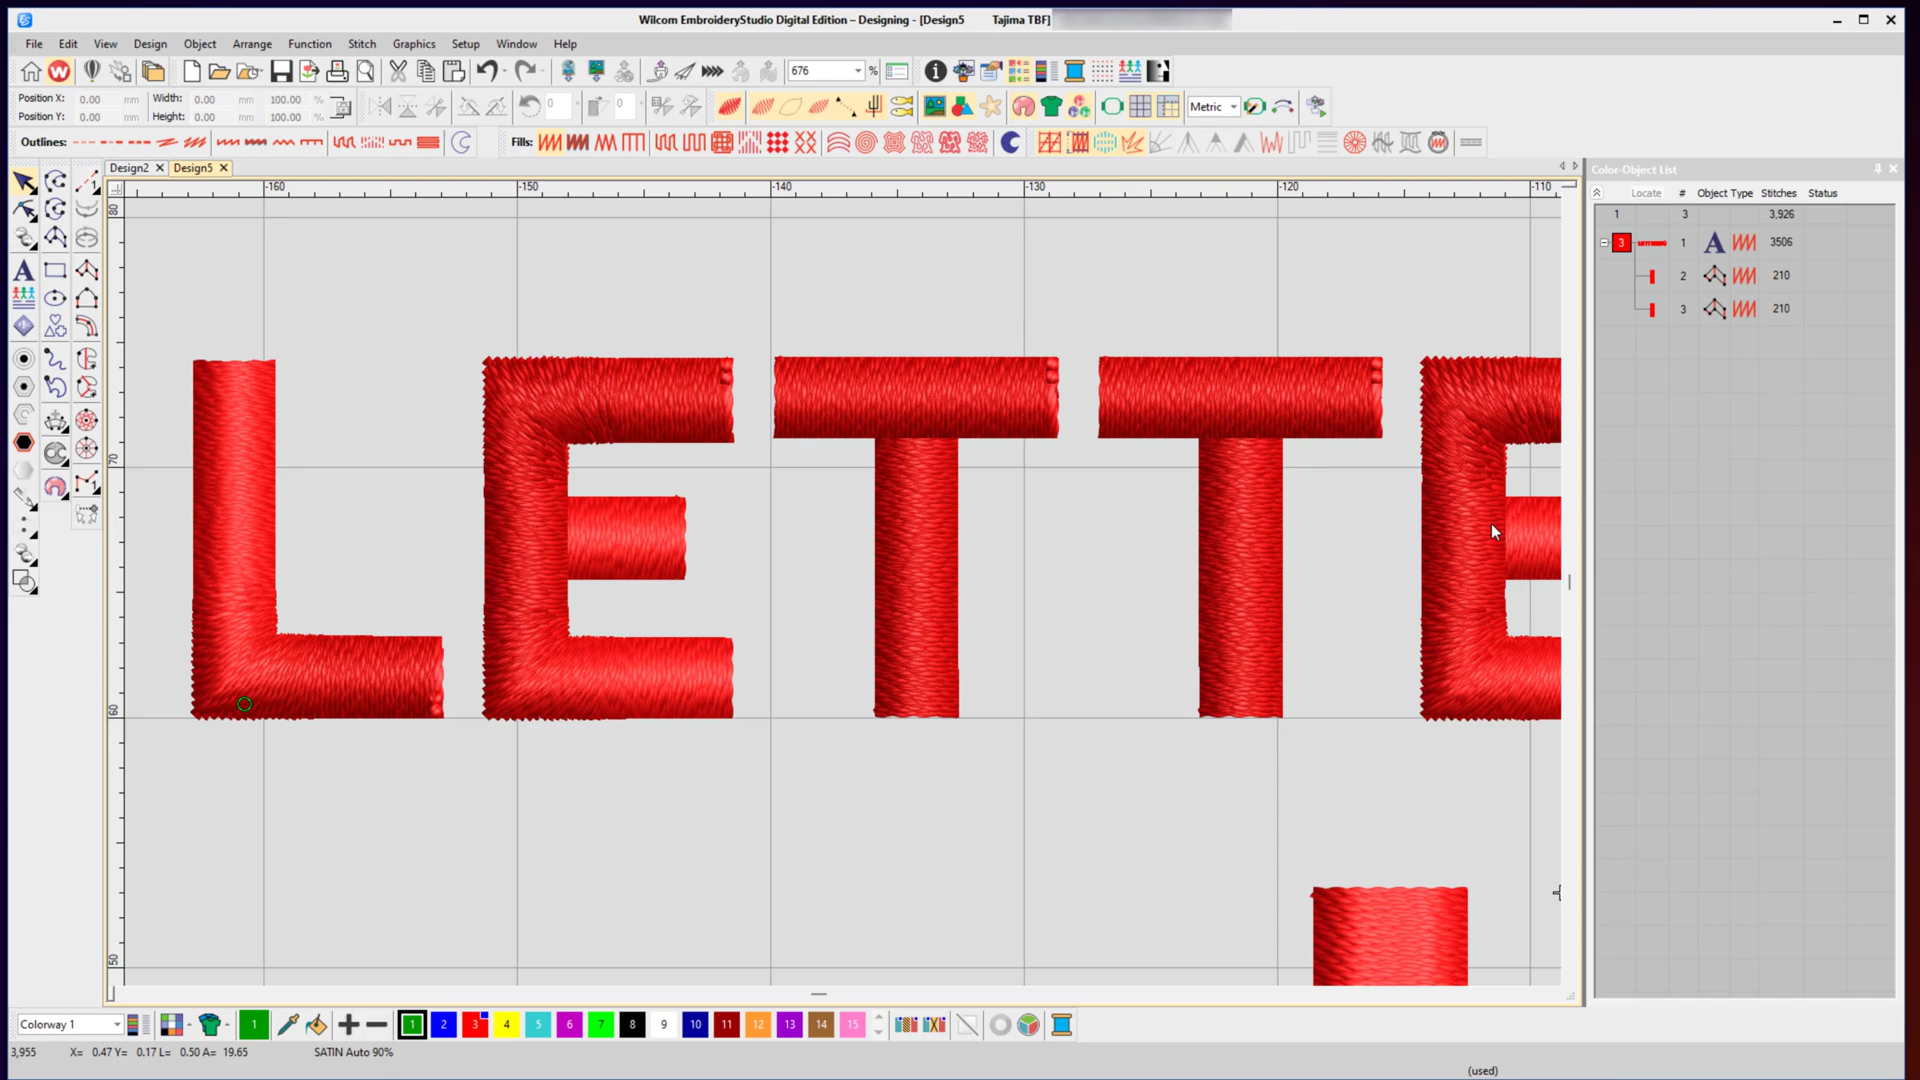 Wilcom EmbroideryStudio Digital Edition – Designing - [Design5 Tajima TBF]
File Edit View Design Object Arrange Function Stitch Graphics Setup Window Help
676 %
Position X: 0.00 mm Width: 0.00 mm 100.00 % 0 0 Metric
Position Y: 0.00 mm Height: 0.00 mm 100.00 %
Outlines: Fills:
Design2 Design5
Color-Object List
-160 -150 -140 -130 -120 -110
Locate # Object Type Stitches Status
1 3 3,926
3 1 A 3506
2 210
3 210
80
70
60
50
LETTE
Colorway 1 1 1 2 3 4 5 6 7 8 9 10 11 12 13 14 15
3,955 X= 0.47 Y= 0.17 L= 0.50 A= 19.65 SATIN Auto 90%
(used)